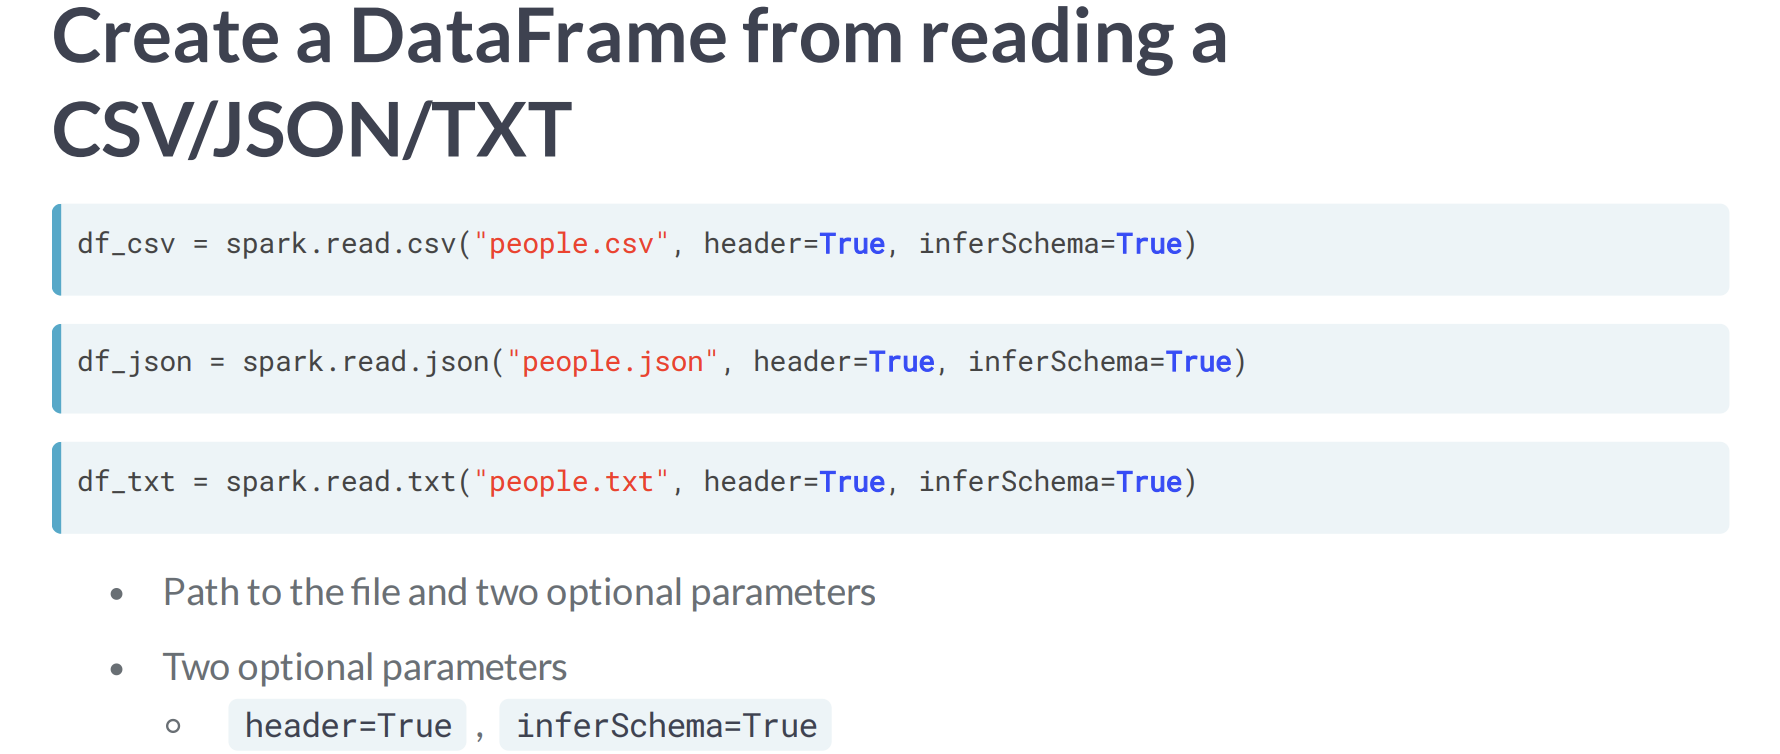 Create a DataFrame from reading a
CSV/JSON/TXT
df_csv = spark.read.csv("people.csv", header=True, inferSchema=True)
df_json = spark.read.json("people.json", header=True, inferSchema=True)
df_txt = spark.read.txt("people.txt", header=True, inferSchema=True)
• Path to the file and two optional parameters
• Two optional parameters
○ header=True , inferSchema=True